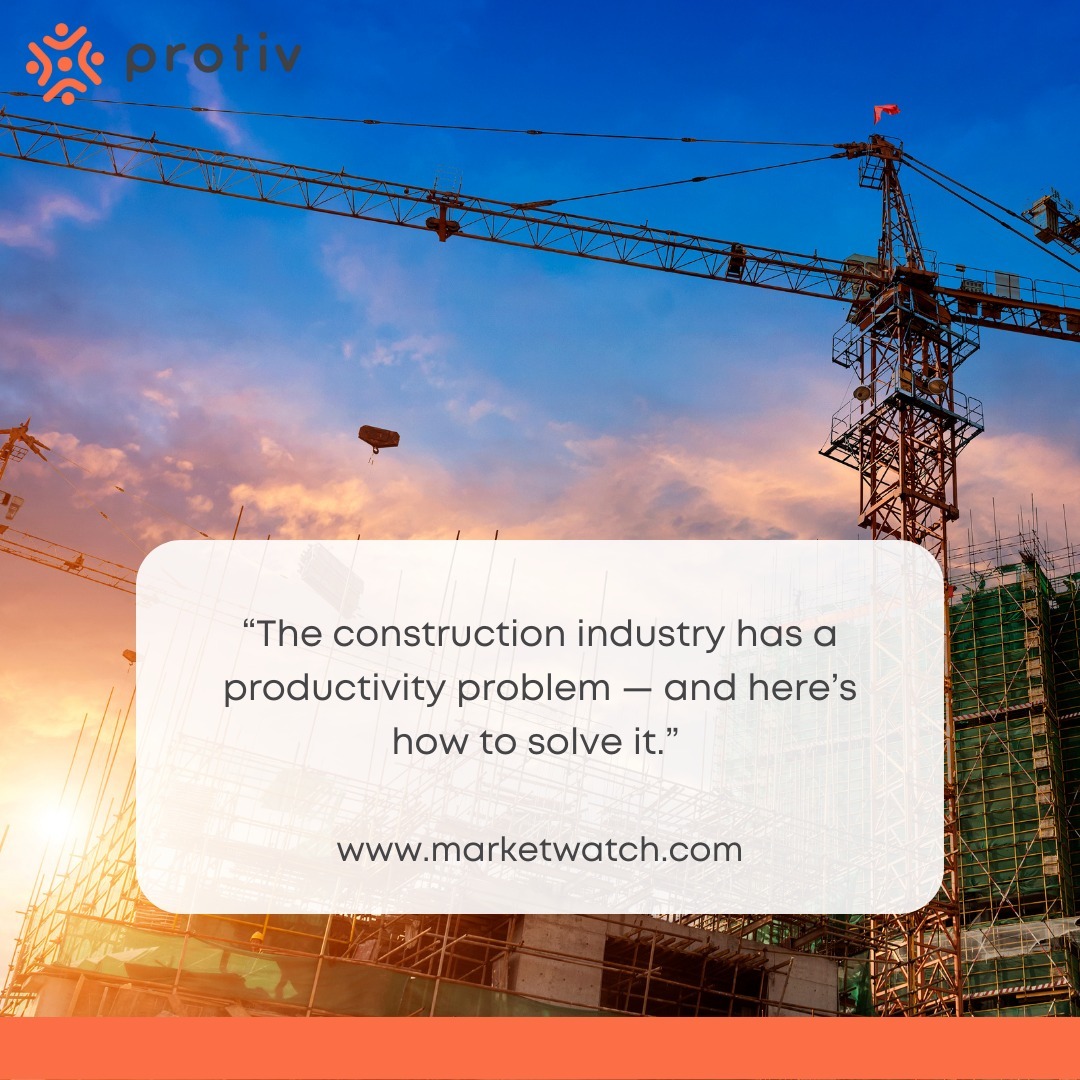 protiv
“The construction industry has a
productivity problem — and here’s
how to solve it.”
www.marketwatch.com